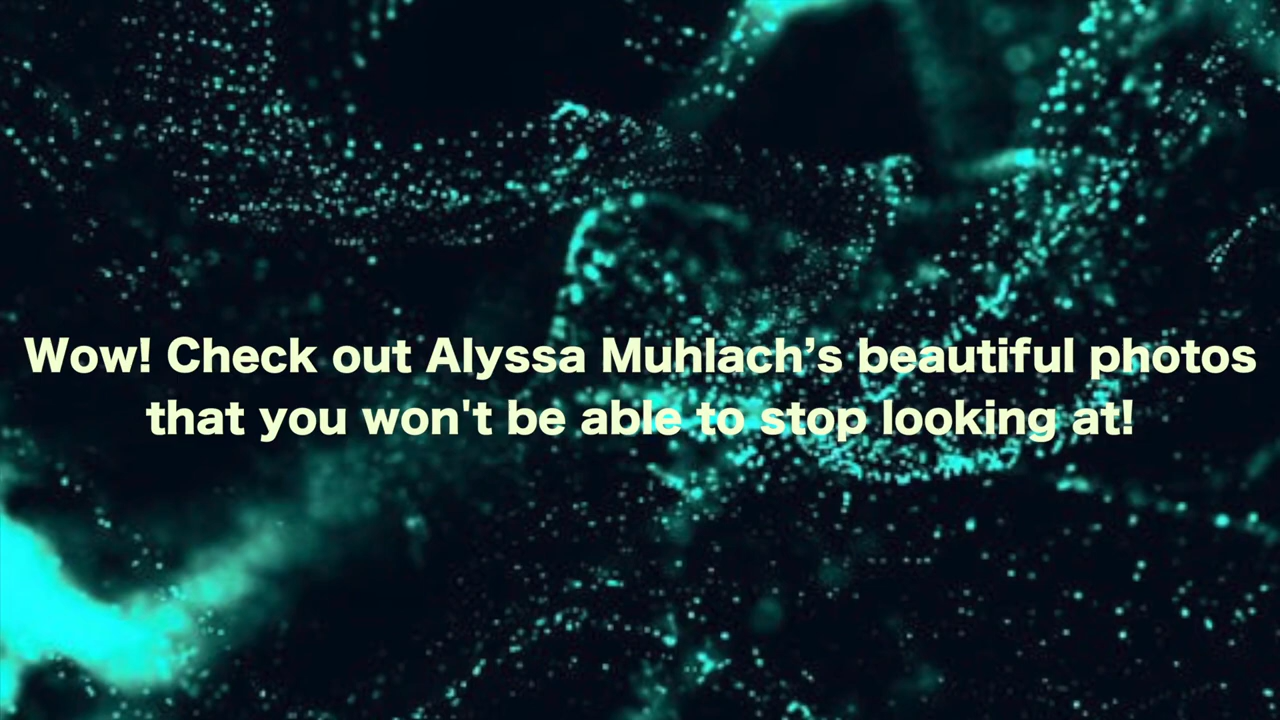 Wow! Check out Alyssa Muhlach’s beautiful photos
that you won't be able to stop looking at!